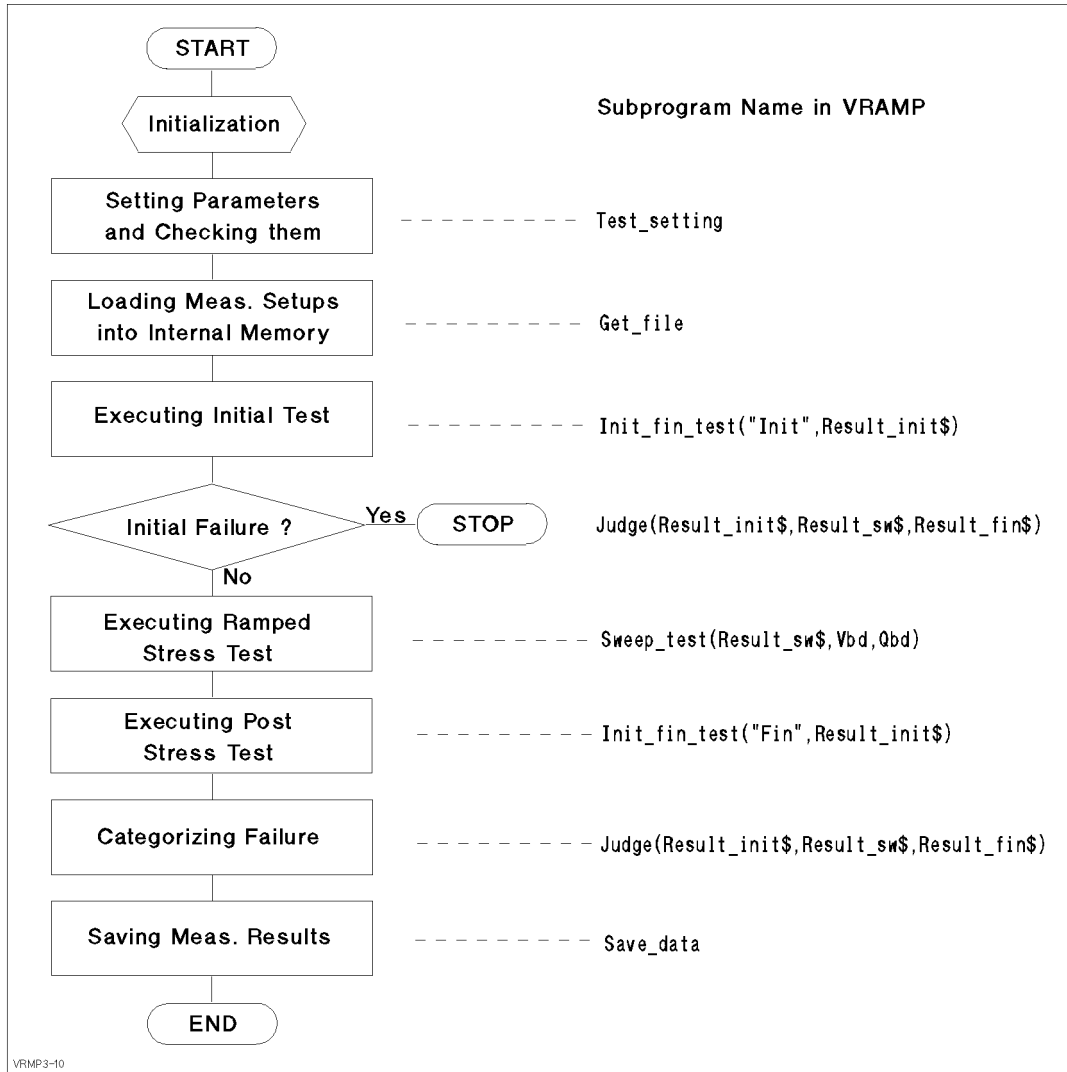 START
Initialization
Subprogram Name in VRAMP
Setting Parameters
and Checking them
Test_setting
Loading Meas. Setups
into Internal Memory
Get_file
Executing Initial Test
Init_fin_test("Init",Result_init$)
Initial Failure ?
Yes
STOP
Judge(Result_init$,Result_sw$,Result_fin$)
No
Executing Ramped
Stress Test
Sweep_test(Result_sw$,Vbd,Qbd)
Executing Post
Stress Test
Init_fin_test("Fin",Result_init$)
Categorizing Failure
Judge(Result_init$,Result_sw$,Result_fin$)
Saving Meas. Results
Save_data
END
VRMP3-10